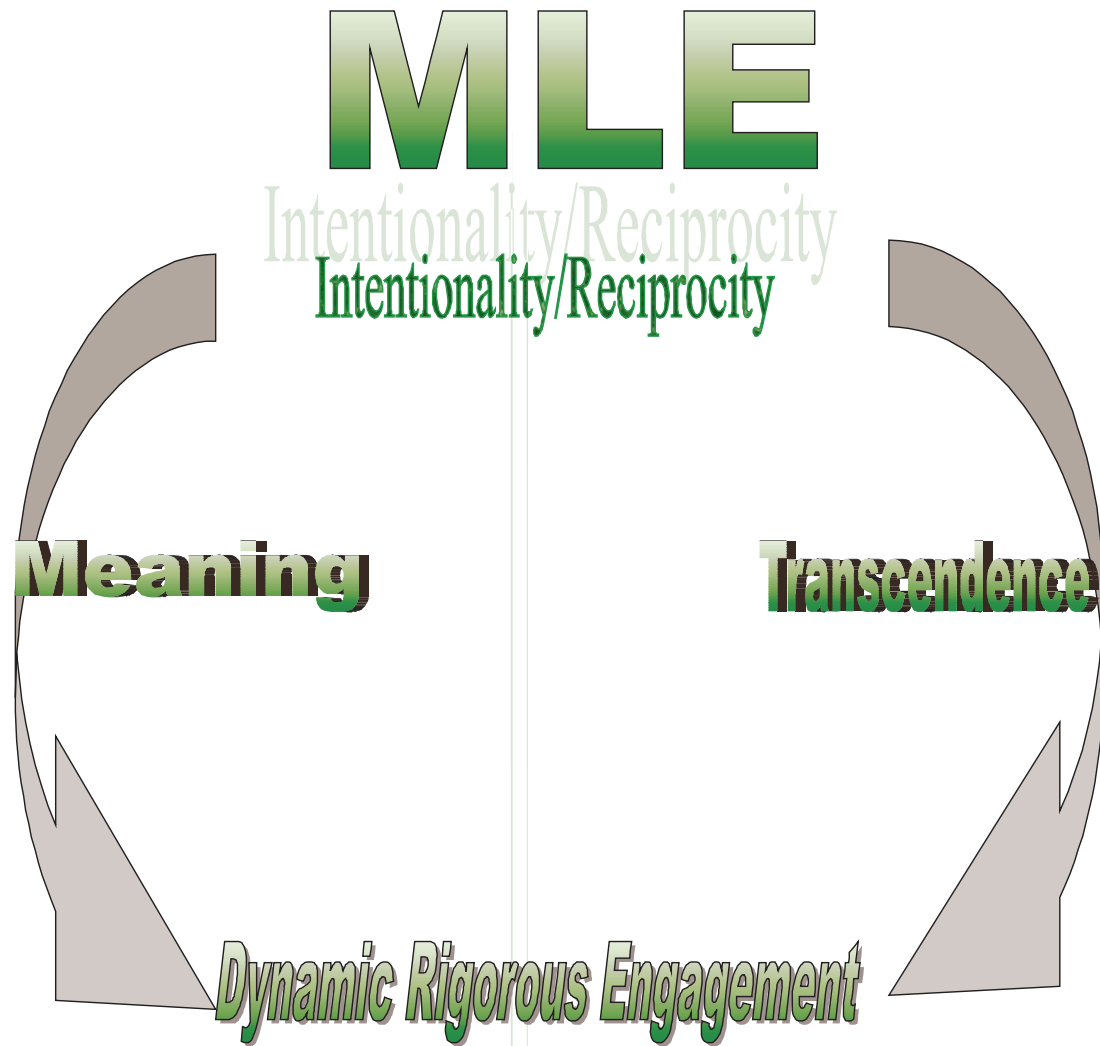 MLE
Intentionality/Reciprocity
Intentionality/Reciprocity
Meaning
Transcendence
Dynamic Rigorous Engagement